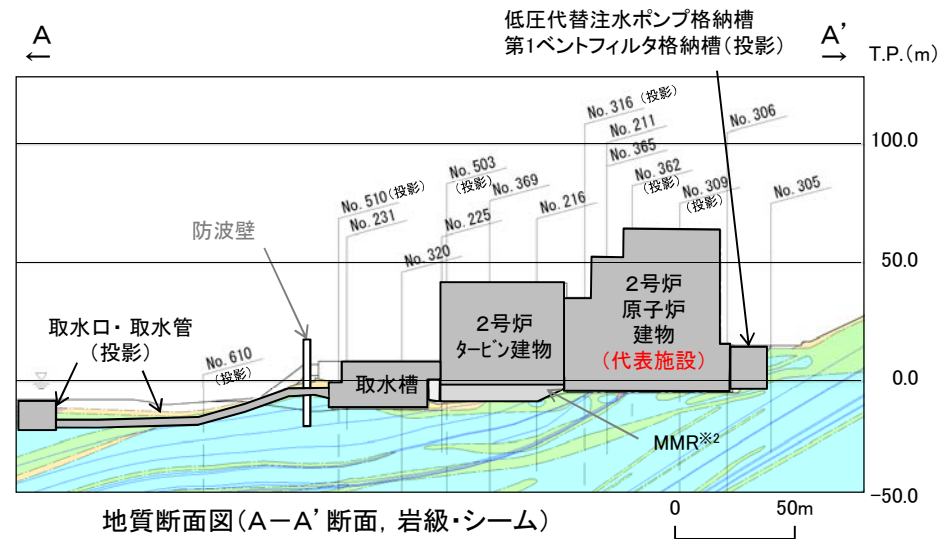 低圧代替注水ポンプ格納槽
第1ベントフィルタ格納槽(投影)
A
A’
T.P.(m)
No. 316 (投影)
No. 211
No. 306
No. 365
100.0
No. 503
(投影)
No. 362
(投影)
No. 510(投影)
No. 369
No. 309
(投影)
No. 305
No. 231
No. 225
No. 216
防波壁
No. 320
50.0
2号炉
タービン建物
2号炉
原子炉
建物
(代表施設)
取水口・取水管
(投影)
No. 610
(投影)
取水槽
0.0
MMR※2
-50.0
地質断面図(A-A’断面, 岩級・シーム)
0
50m